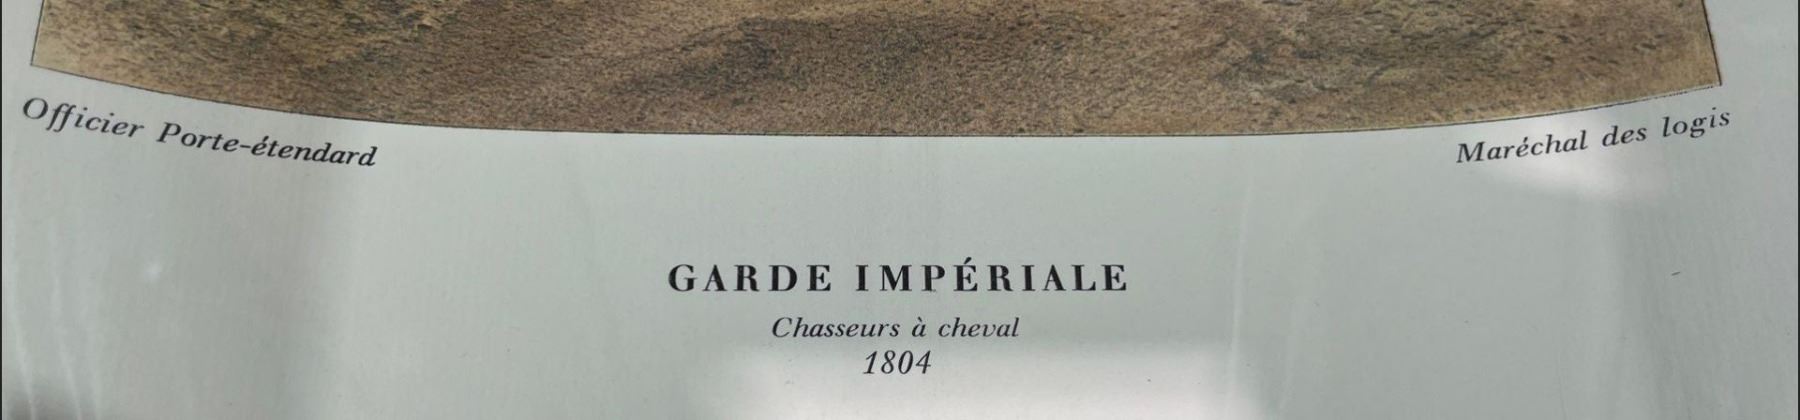 Officier Porte-étendard
Maréchal des logis
GARDE IMPÉRIALE
Chasseurs à cheval
1804